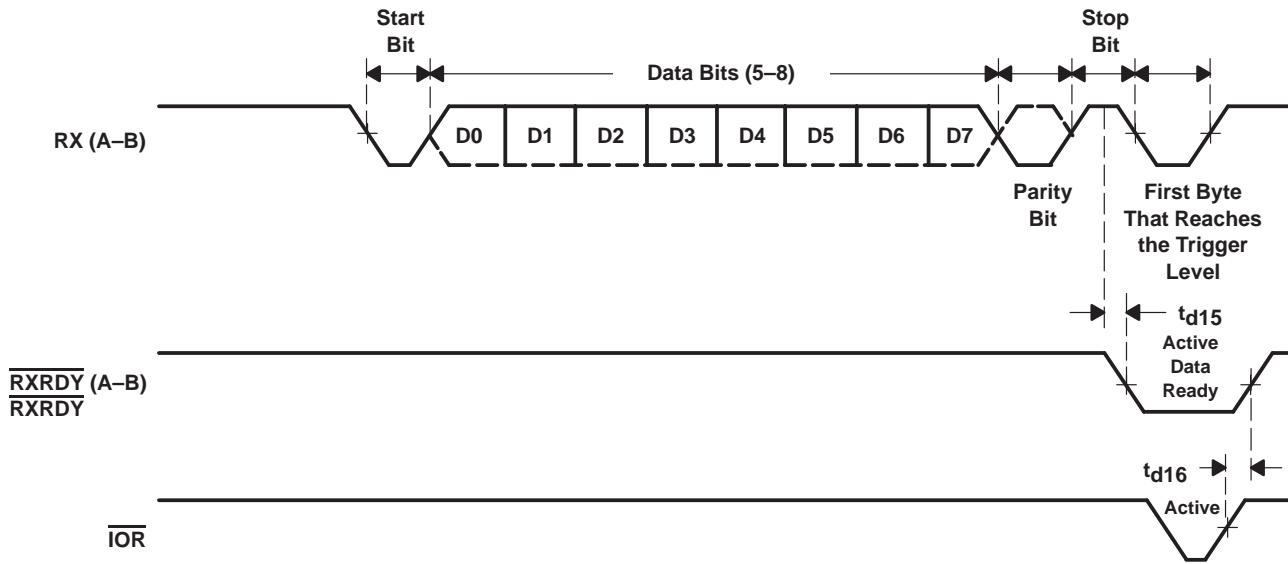 Start
Bit
Data Bits (5–8)
Stop
Bit
RX (A–B)
D0
D1
D2
D3
D4
D5
D6
D7
Parity
Bit
First Byte
That Reaches
the Trigger
Level
td15
RXRDY (A–B)
RXRDY
Active
Data
Ready
td16
IOR
Active